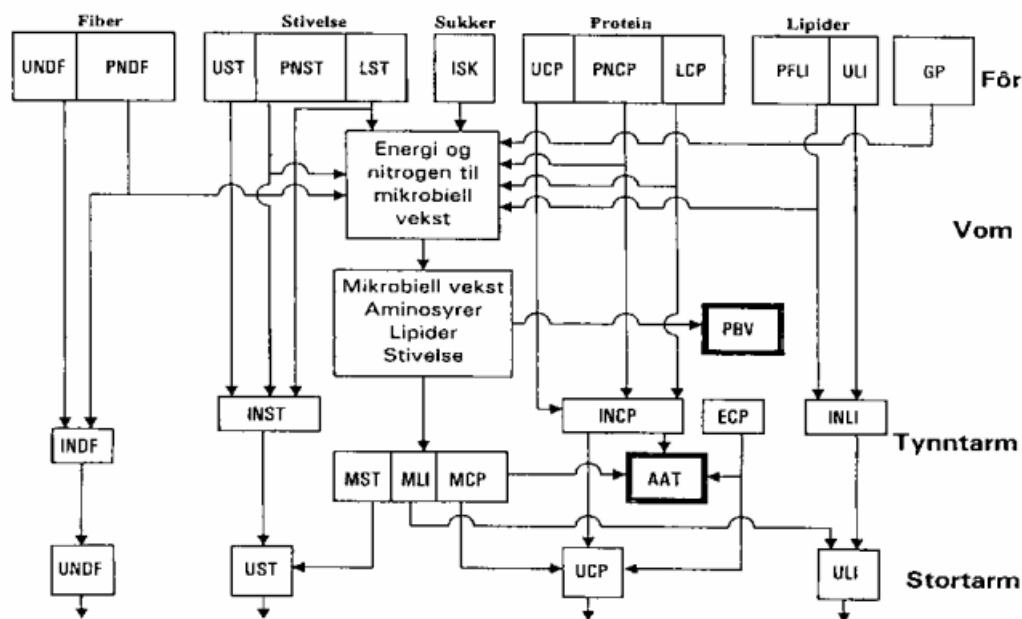 Fiber Stivelse Sukker Protein Lipider
UNDF PNDF UST PNST LST ISK UCP PNCP LCP PFLI ULI GP Fôr
Energi og
nitrogen til
mikrobiell
vekst
Vom
Mikrobiell vekst
Aminosyrer
Lipider
Stivelse
PBV
INST INCP ECP INLI
INDF Tynntarm
MST MLI MCP AAT
UNDF UST UCP ULI Stortarm